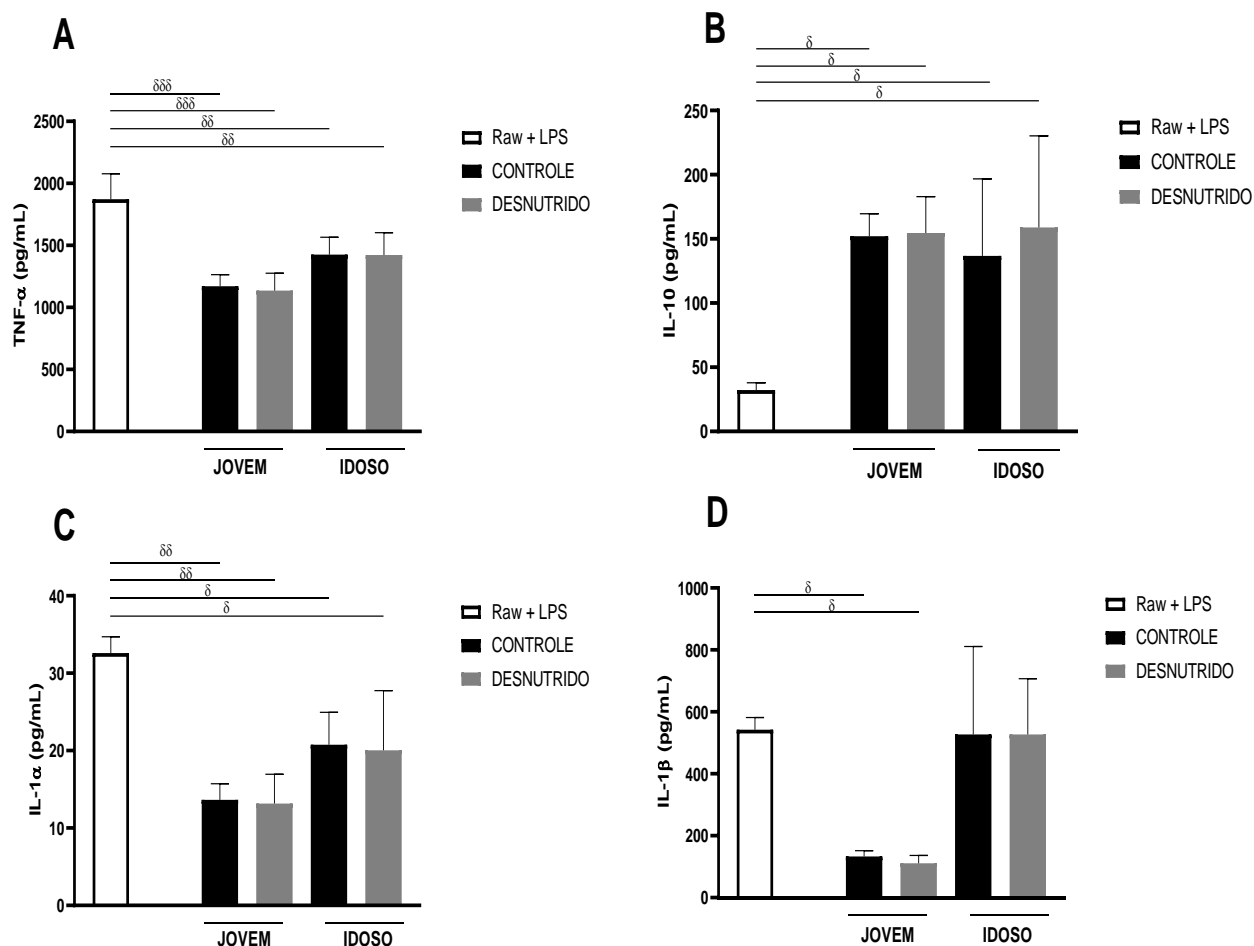 A
δδδ
δδδ
δδ
δδ
2500
2000
1500
1000
500
0
TNF-α (pg/mL)
JOVEM
IDOSO
Raw + LPS
CONTROLE
DESNUTRIDO
B
δ
δ
δ
δ
250
200
150
100
50
0
IL-10 (pg/mL)
JOVEM
IDOSO
Raw + LPS
CONTROLE
DESNUTRIDO
C
δδ
δδ
δ
δ
40
30
20
10
0
IL-1α (pg/mL)
JOVEM
IDOSO
Raw + LPS
CONTROLE
DESNUTRIDO
D
δ
δ
1000
800
600
400
200
0
IL-1β (pg/mL)
JOVEM
IDOSO
Raw + LPS
CONTROLE
DESNUTRIDO